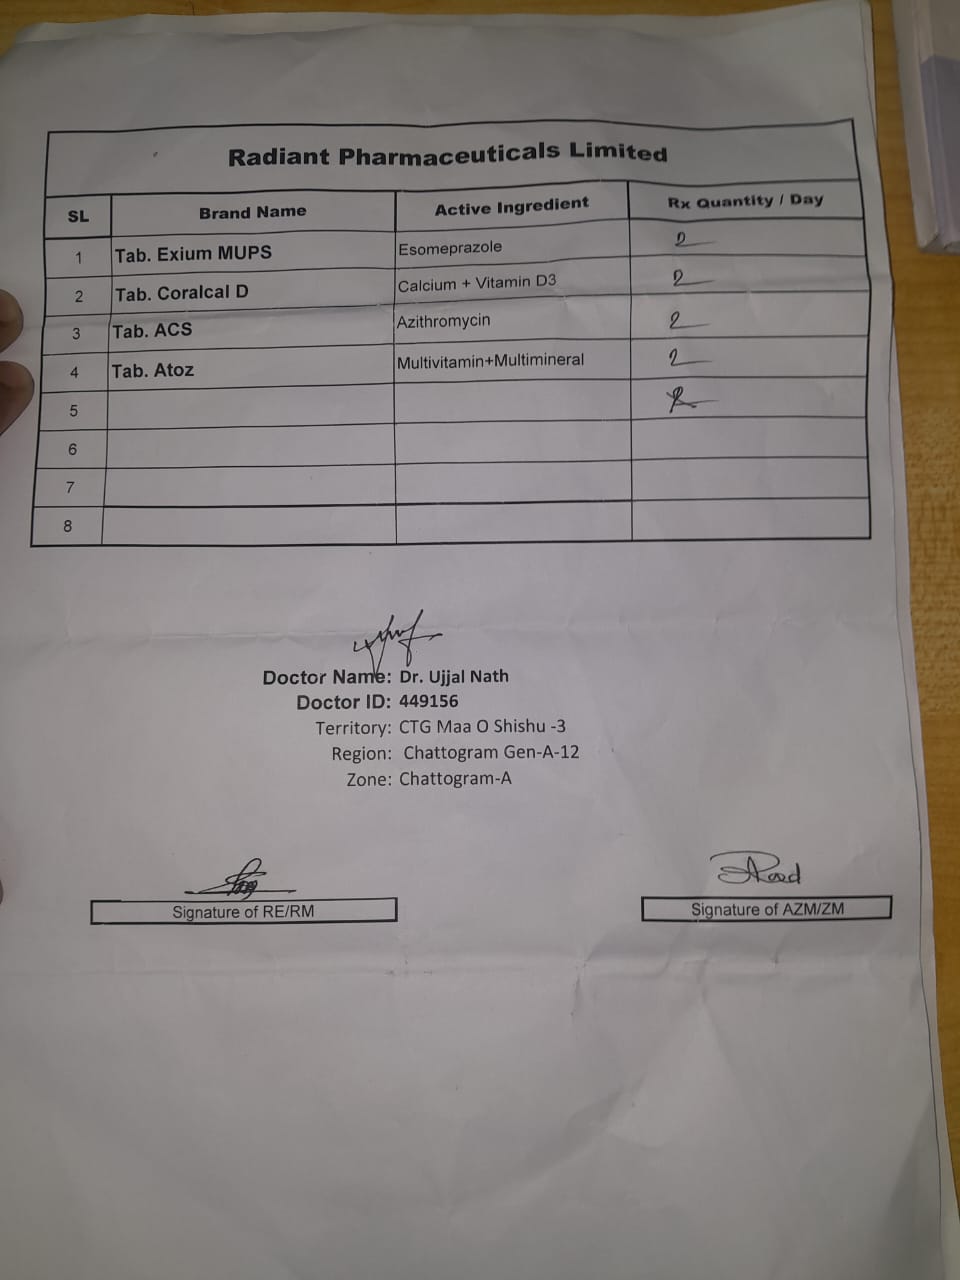 Radiant Pharmaceuticals Limited
SL Brand Name Active Ingredient Rx Quantity / Day
1 Tab. Exium MUPS Esomeprazole 2
2 Tab. Coralcal D Calcium + Vitamin D3 2
3 Tab. ACS Azithromycin 2
4 Tab. Atoz Multivitamin+Multimineral 2
5
6
7
8
Doctor Name: Dr. Ujjal Nath
Doctor ID: 449156
Territory: CTG Maa O Shishu -3
Region: Chattogram Gen-A-12
Zone: Chattogram-A
Signature of RE/RM Signature of AZM/ZM